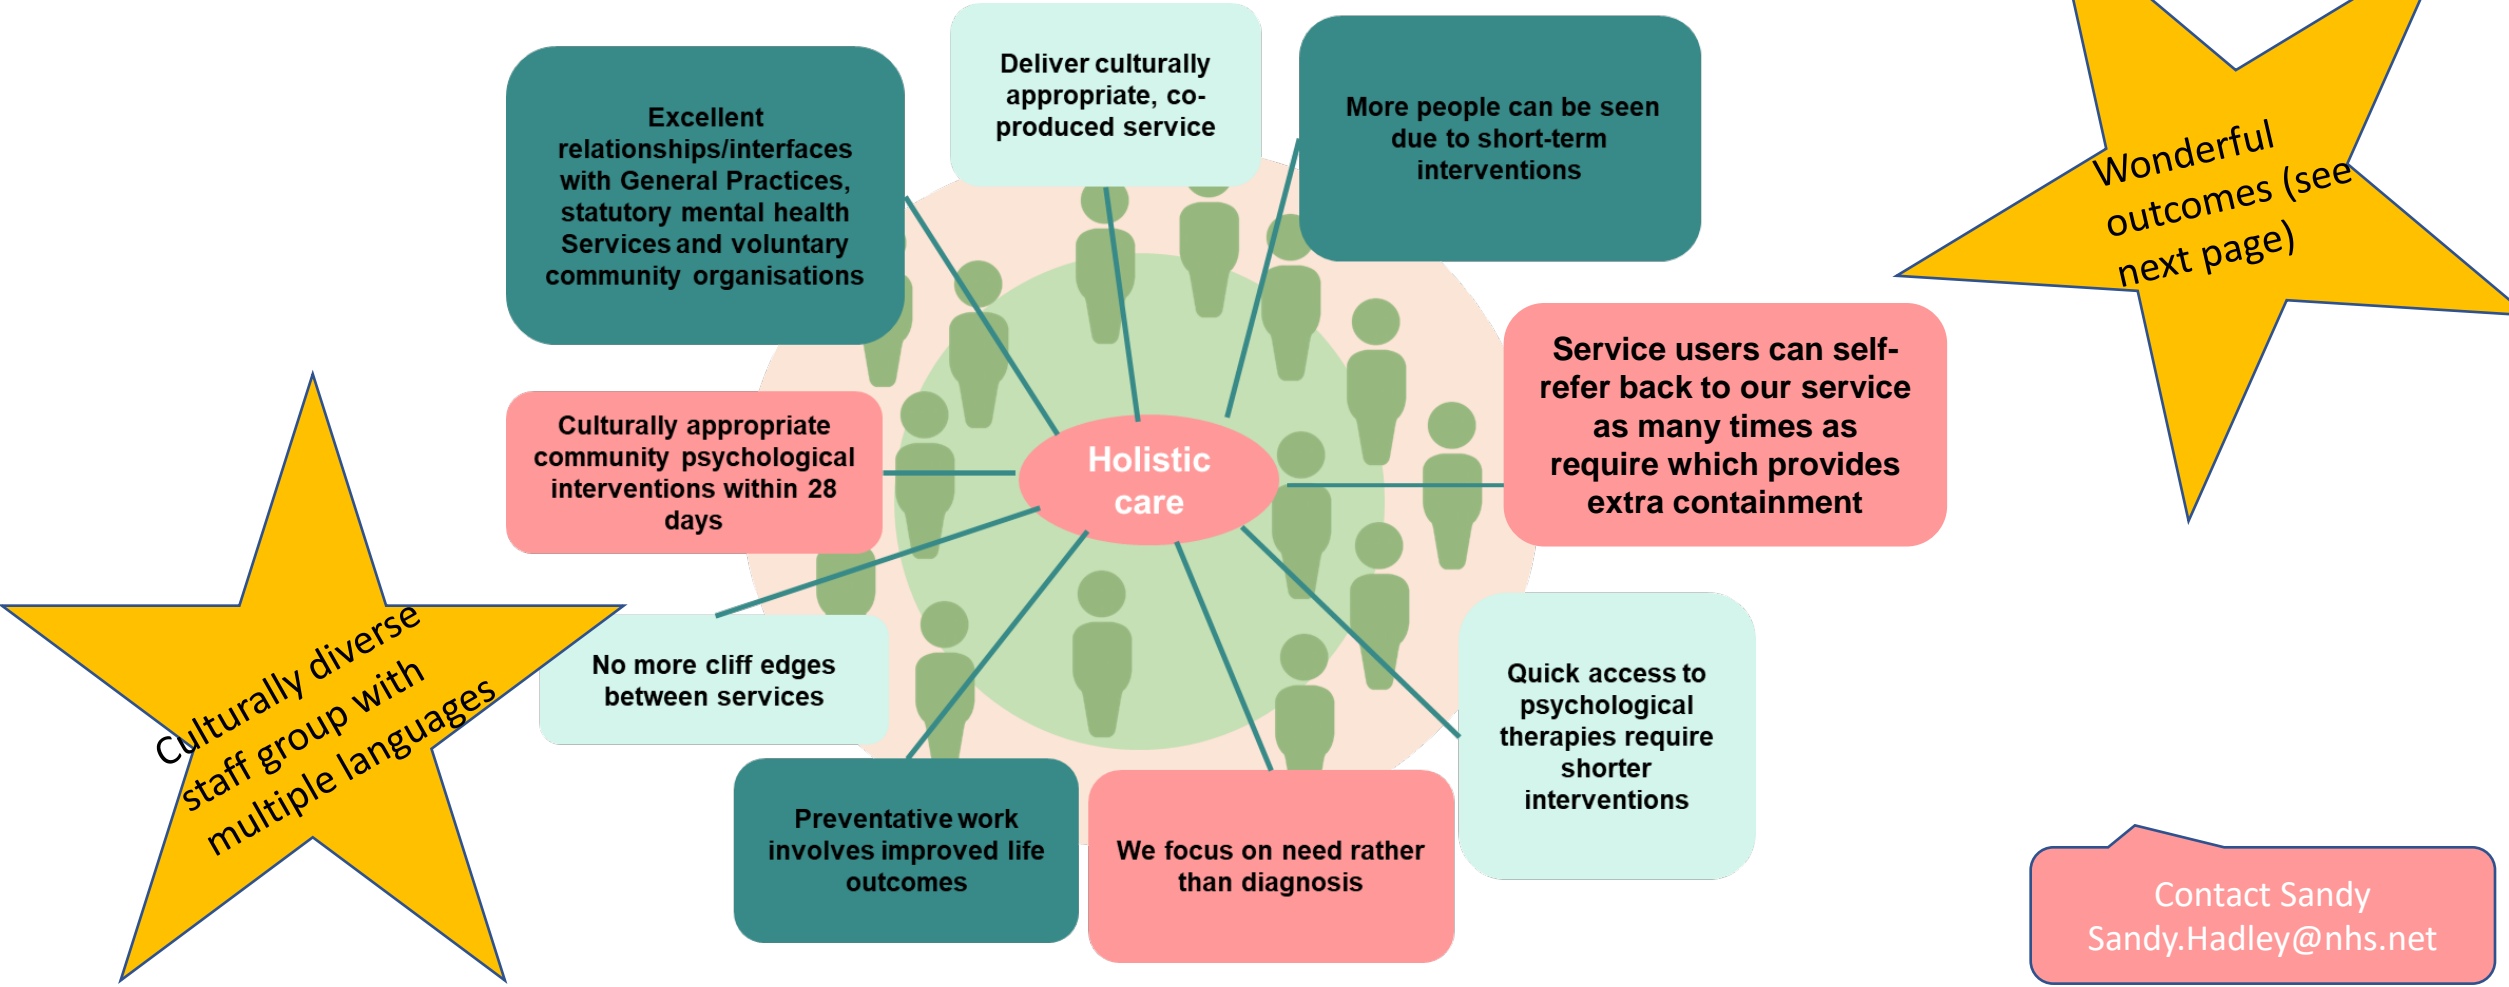 Deliver culturally
appropriate, co-
produced service
Excellent
relationships/interfaces
with General Practices,
statutory mental health
Services and voluntary
community organisations
More people can be seen
due to short-term
interventions
Wonderful
outcomes (see
next page)
Service users can self-
refer back to our service
as many times as
require which provides
extra containment
Culturally appropriate
community psychological
interventions within 28
days
Holistic
care
Culturally diverse
staff group with
multiple languages
No more cliff edges
between services
Quick access to
psychological
therapies require
shorter
interventions
Preventative work
involves improved life
outcomes
We focus on need rather
than diagnosis
Contact Sandy
Sandy.Hadley@nhs.net